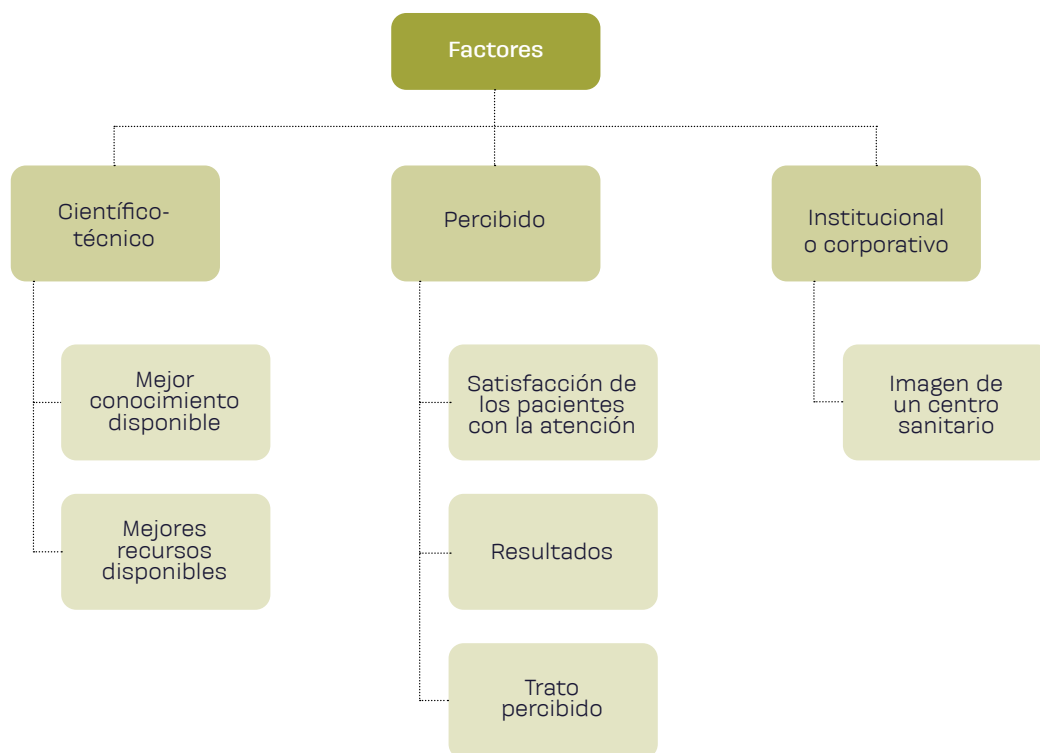 Factores
Científico-
técnico
Percibido
Institucional
o corporativo
Mejor
conocimiento
disponible
Satisfacción de
los pacientes
con la atención
Imagen de
un centro
sanitario
Mejores
recursos
disponibles
Resultados
Trato
percibido